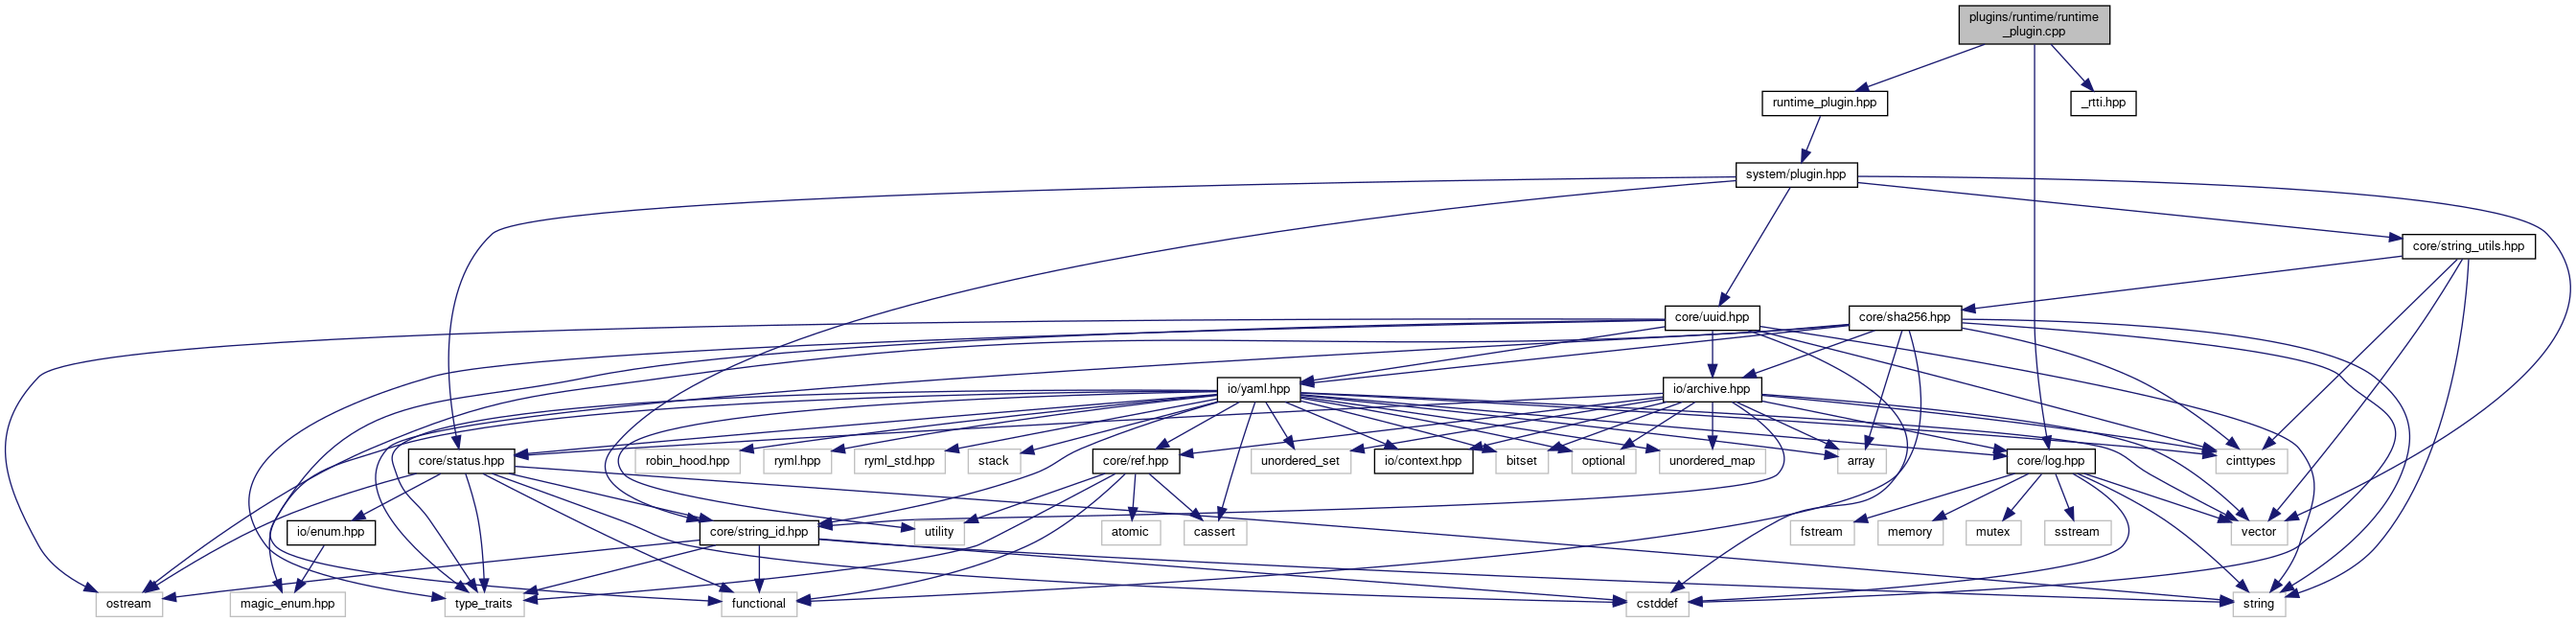 plugins/runtime/runtime
_plugin.cpp
runtime_plugin.hpp
_rtti.hpp
system/plugin.hpp
core/string_utils.hpp
core/uuid.hpp
core/sha256.hpp
io/yaml.hpp
io/archive.hpp
core/status.hpp
robin_hood.hpp
ryml.hpp
ryml_std.hpp
stack
core/ref.hpp
unordered_set
io/context.hpp
bitset
optional
unordered_map
array
core/log.hpp
cinttypes
io/enum.hpp
core/string_id.hpp
utility
atomic
cassert
fstream
memory
mutex
sstream
vector
ostream
magic_enum.hpp
type_traits
functional
cstddef
string